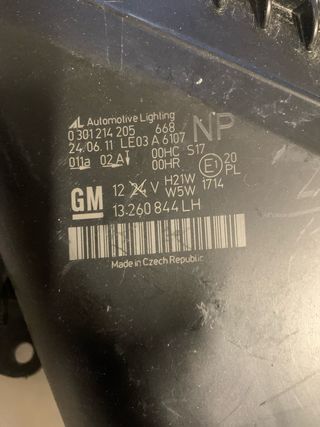 AL Automotive Lighting
0 301 214 205 668 NP
24.06.11 LE03 A 6107
011a 02A 00HC S17
00HR E1 20
PL
GM 12 24 V H21W
W5W 1714
13 260 844 LH
Made in Czech Republic